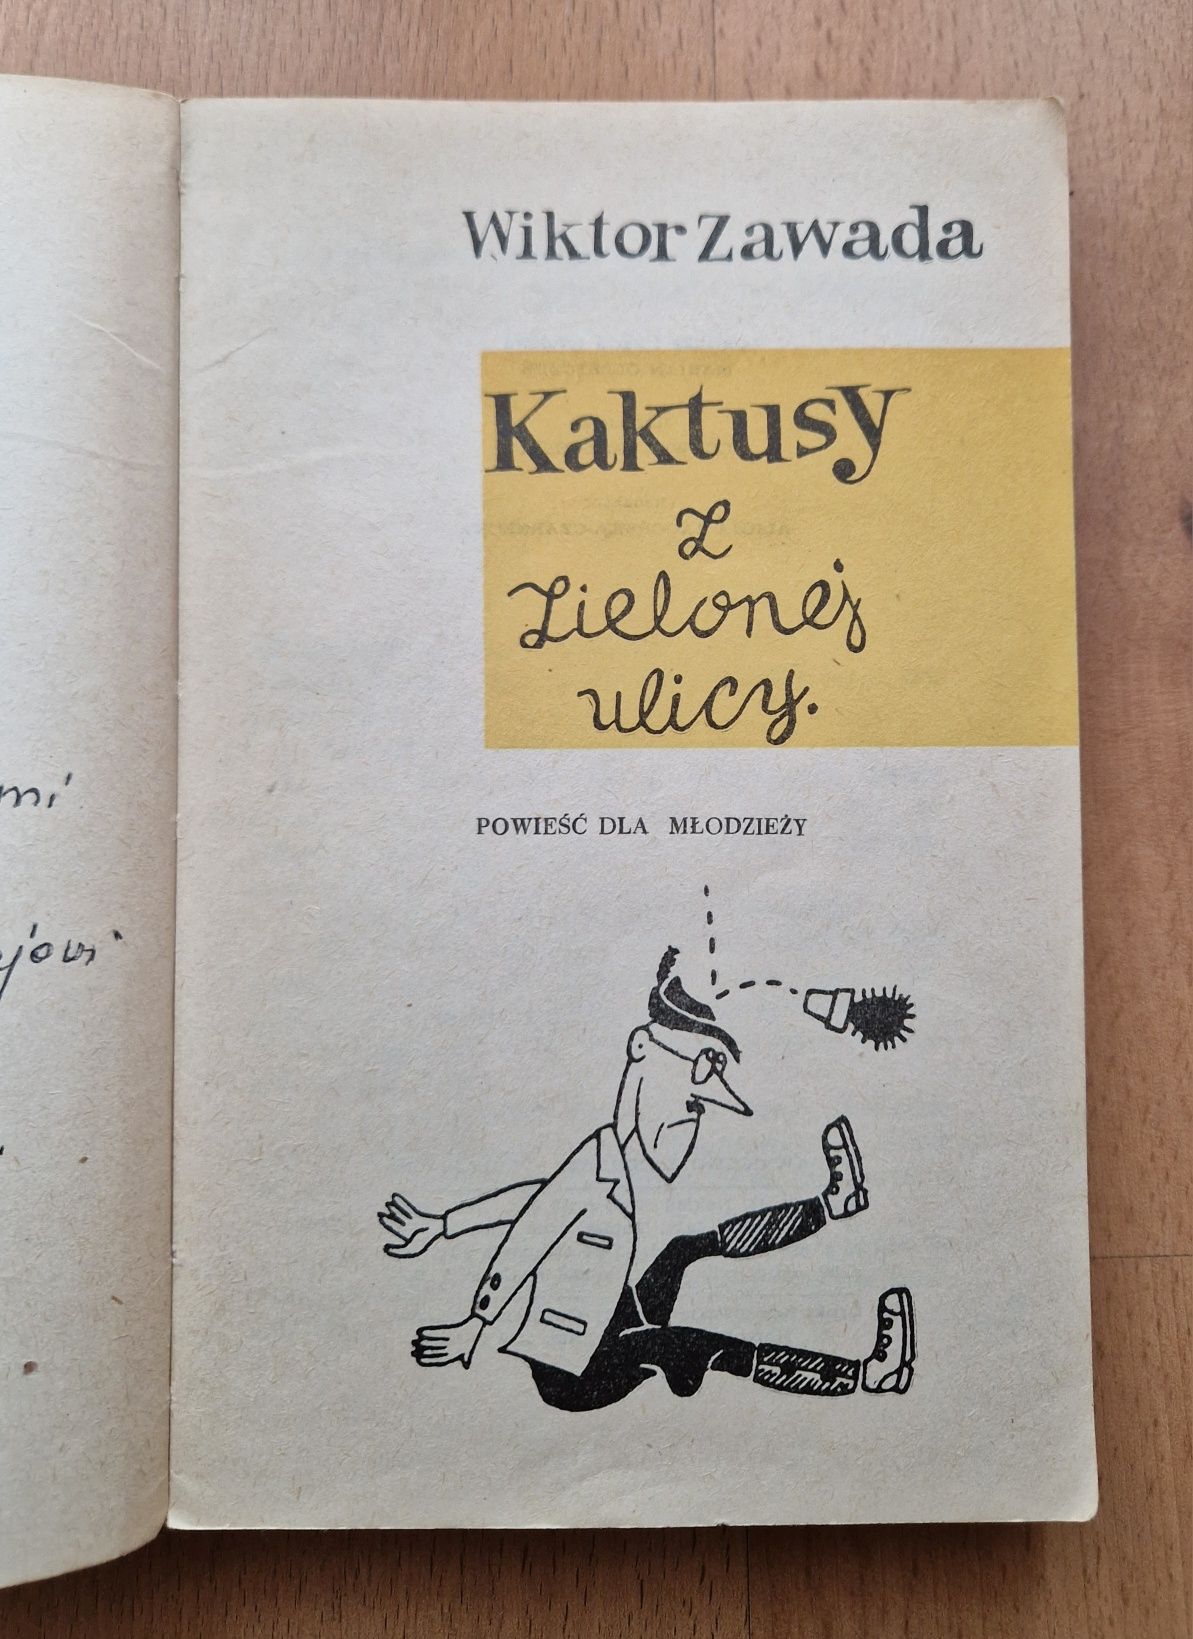 Wiktor Zawada
Kaktusy
z
zielonej
ulicy.
POWIEŚĆ DLA MŁODZIEŻY